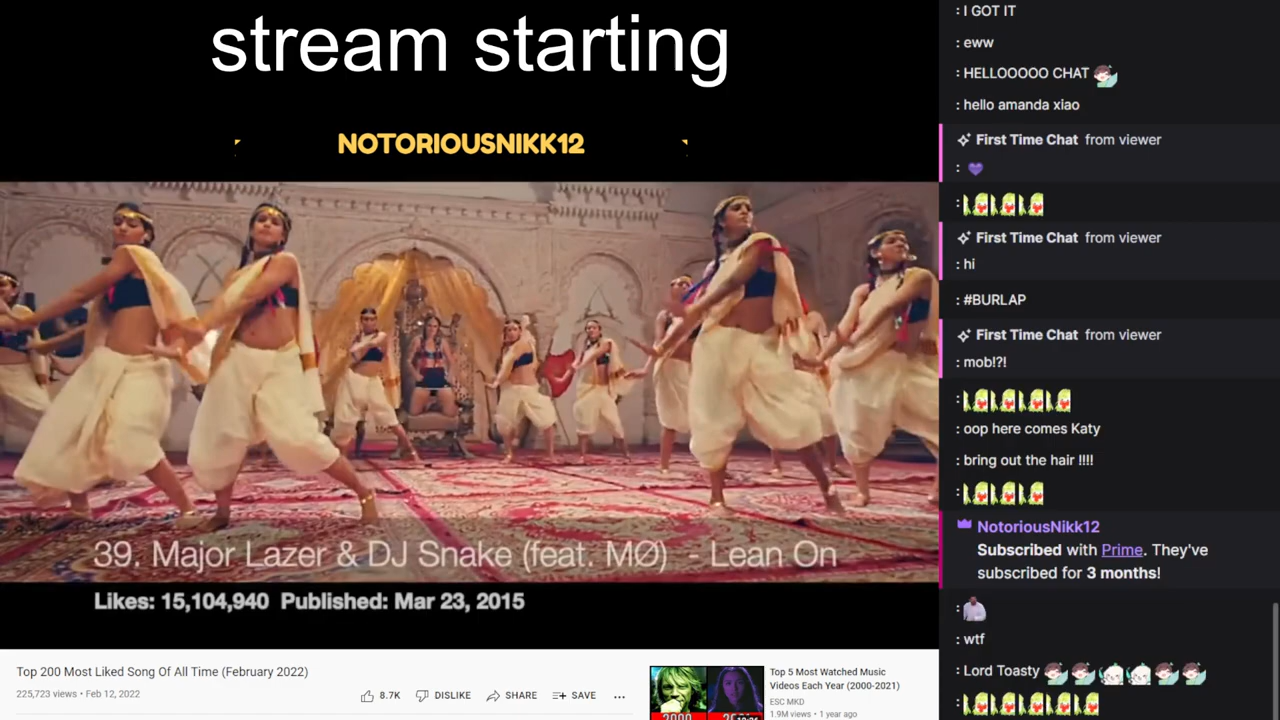 stream starting
NOTORIOUSNIKK12
39. Major Lazer & DJ Snake (feat. MØ) - Lean On
Likes: 15,104,940 Published: Mar 23, 2015
Top 200 Most Liked Song Of All Time (February 2022)
225,723 views • Feb 12, 2022
8.7K DISLIKE SHARE SAVE ...
Top 5 Most Watched Music
Videos Each Year (2000-2021)
ESC MKD
1.9M views • 1 year ago
: I GOT IT
: eww
: HELLOOOOO CHAT
: hello amanda xiao
First Time Chat from viewer
:
:
First Time Chat from viewer
: hi
: #BURLAP
First Time Chat from viewer
: mob!?!
:
: oop here comes Katy
: bring out the hair !!!!
:
NotoriousNikk12
Subscribed with Prime. They've
subscribed for 3 months!
:
: wtf
: Lord Toasty
: